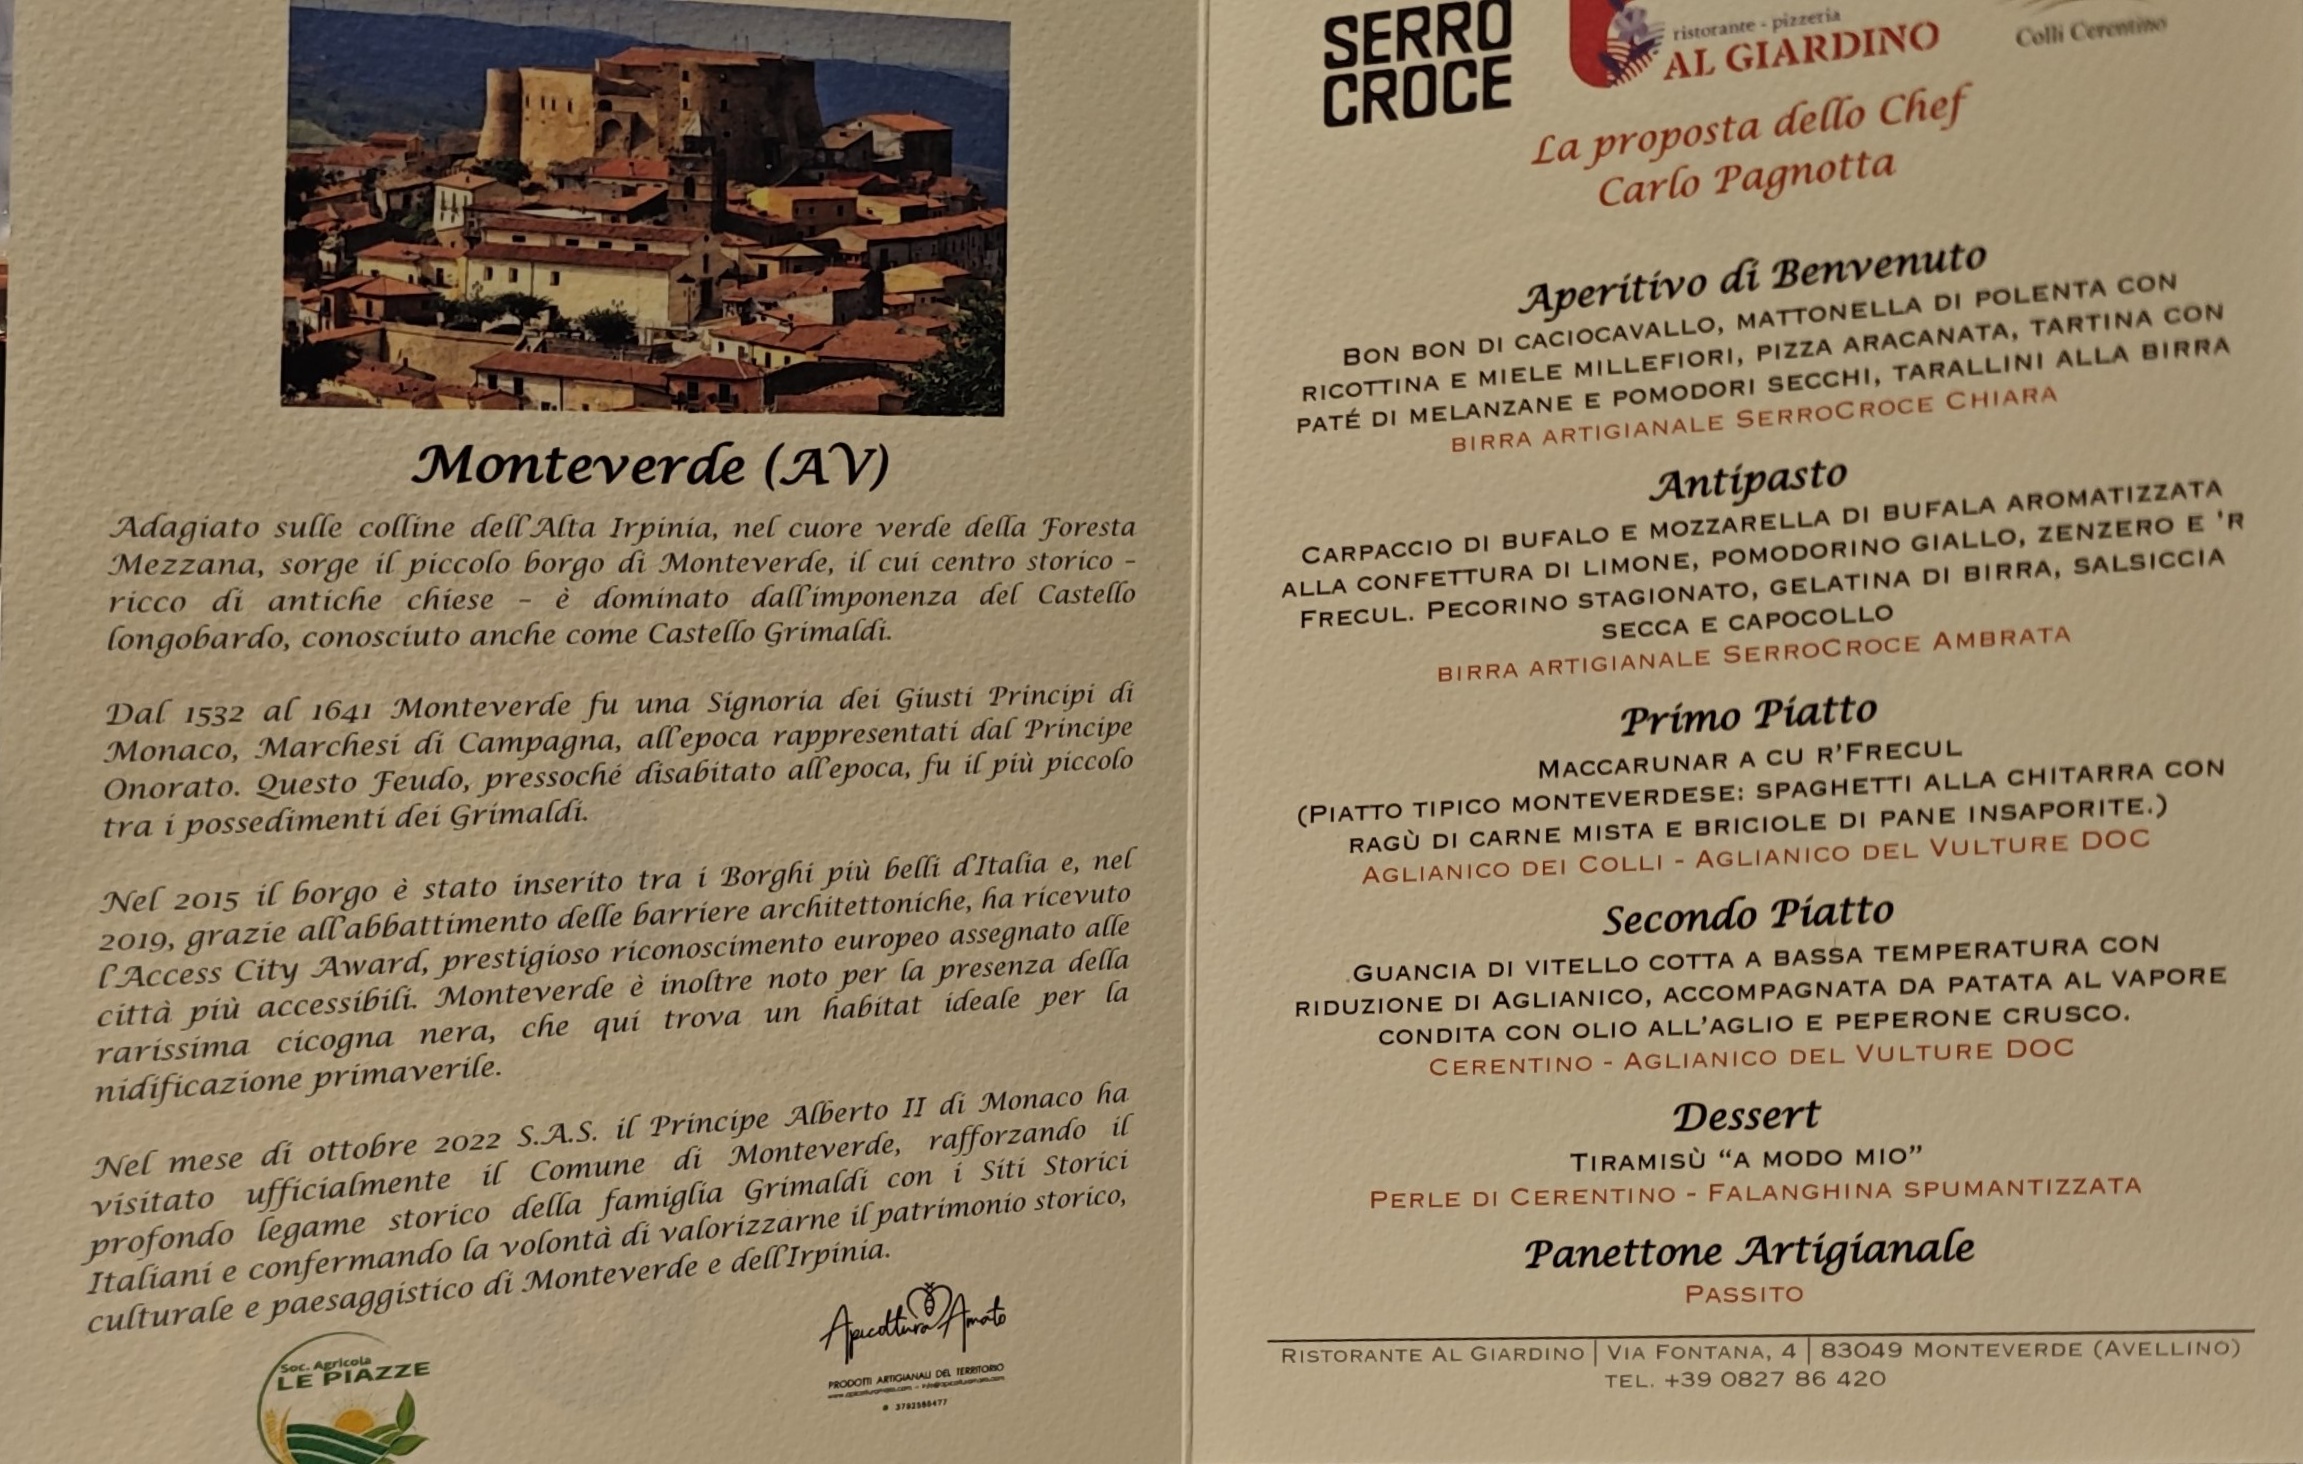 Monteverde (AV)
Adagiato sulle colline dell'Alta Irpinia, nel cuore verde della Foresta
Mezzana, sorge il piccolo borgo di Monteverde, il cui centro storico –
ricco di antiche chiese – è dominato dall'imponenza del Castello
longobardo, conosciuto anche come Castello Grimaldi.
Dal 1532 al 1641 Monteverde fu una Signoria dei Giusti Principi di
Monaco, Marchesi di Campagna, all'epoca rappresentati dal Principe
Onorato. Questo Feudo, pressoché disabitato all'epoca, fu il più piccolo
tra i possedimenti dei Grimaldi.
Nel 2015 il borgo è stato inserito tra i Borghi più belli d'Italia e, nel
2019, grazie all'abbattimento delle barriere architettoniche, ha ricevuto
l'Access City Award, prestigioso riconoscimento europeo assegnato alle
città più accessibili. Monteverde è inoltre noto per la presenza della
rarissima cicogna nera, che qui trova un habitat ideale per la
nidificazione primaverile.
Nel mese di ottobre 2022 S.A.S. il Principe Alberto II di Monaco ha
visitato ufficialmente il Comune di Monteverde, rafforzando il
profondo legame storico della famiglia Grimaldi con i Siti Storici
Italiani e confermando la volontà di valorizzarne il patrimonio storico,
culturale e paesaggistico di Monteverde e dell'Irpinia.
Soc. Agricola
LE PIAZZE
Apicoltura Amato
PRODOTTI ARTIGIANALI DEL TERRITORIO
SERRO
CROCE
ristorante - pizzeria
AL GIARDINO
Colli Cerentino
La proposta dello Chef
Carlo Pagnotta
Aperitivo di Benvenuto
BON BON DI CACIOCAVALLO, MATTONELLA DI POLENTA CON
RICOTTINA E MIELE MILLEFIORI, PIZZA ARACANATA, TARTINA CON
PATÉ DI MELANZANE E POMODORI SECCHI, TARALLINI ALLA BIRRA
BIRRA ARTIGIANALE SERROCROCE CHIARA
Antipasto
CARPACCIO DI BUFALO E MOZZARELLA DI BUFALA AROMATIZZATA
ALLA CONFETTURA DI LIMONE, POMODORINO GIALLO, ZENZERO E 'R
FRECUL. PECORINO STAGIONATO, GELATINA DI BIRRA, SALSICCIA
SECCA E CAPOCOLLO
BIRRA ARTIGIANALE SERROCROCE AMBRATA
Primo Piatto
MACCARUNAR A CU R'FRECUL
(PIATTO TIPICO MONTEVERDESE: SPAGHETTI ALLA CHITARRA CON
RAGÙ DI CARNE MISTA E BRICIOLE DI PANE INSAPORITE.)
AGLIANICO DEI COLLI - AGLIANICO DEL VULTURE DOC
Secondo Piatto
.GUANCIA DI VITELLO COTTA A BASSA TEMPERATURA CON
RIDUZIONE DI AGLIANICO, ACCOMPAGNATA DA PATATA AL VAPORE
CONDITA CON OLIO ALL'AGLIO E PEPERONE CRUSCO.
CERENTINO - AGLIANICO DEL VULTURE DOC
Dessert
TIRAMISÙ "A MODO MIO"
PERLE DI CERENTINO - FALANGHINA SPUMANTIZZATA
Panettone Artigianale
PASSITO
RISTORANTE AL GIARDINO | VIA FONTANA, 4 | 83049 MONTEVERDE (AVELLINO)
TEL. +39 0827 86 420